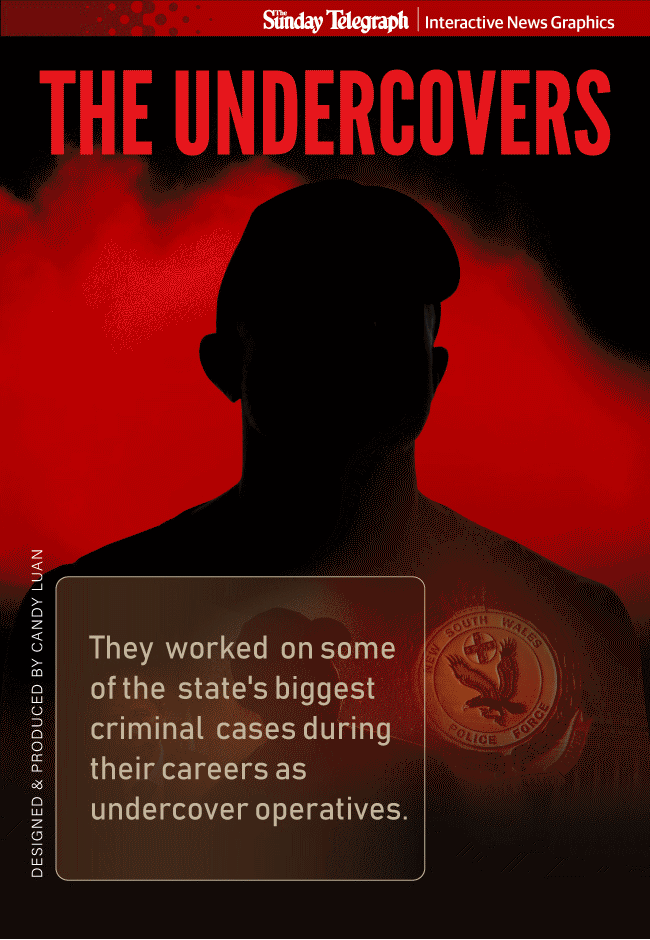 The Sunday Telegraph | Interactive News Graphics
THE UNDERCOVERS
They worked on some
of the state's biggest
criminal cases during
their careers as
undercover operatives.
NEW SOUTH WALES
POLICE FORCE
DESIGNED & PRODUCED BY CANDY LUAN